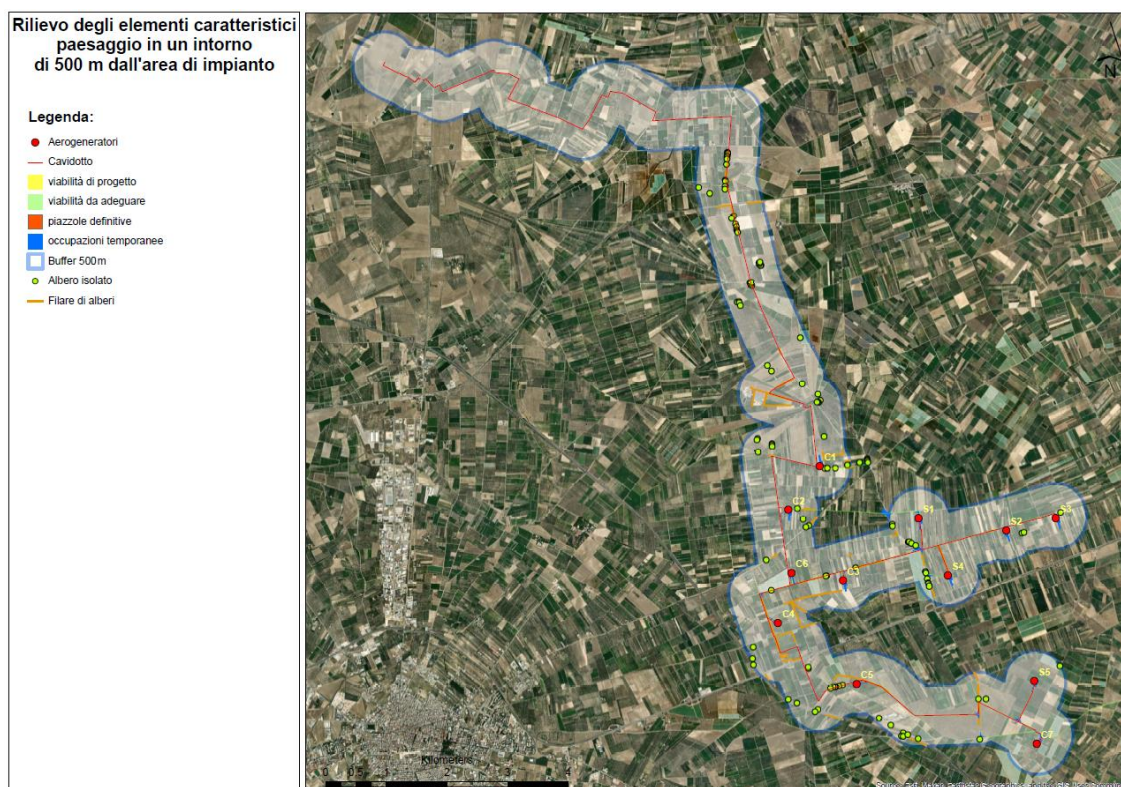 Rilievo degli elementi caratteristici
paesaggio in un intorno
di 500 m dall'area di impianto
Legenda:
Aerogeneratori
Cavidotto
viabilità di progetto
viabilità da adeguare
piazzole definitive
occupazioni temporanee
Buffer 500m
Albero isolato
Filare di alberi
N
C1
C2
S1
S2
S3
C6
C3
S4
C4
C5
S5
C7
Kilometers
0 0,5 1 2 3 4